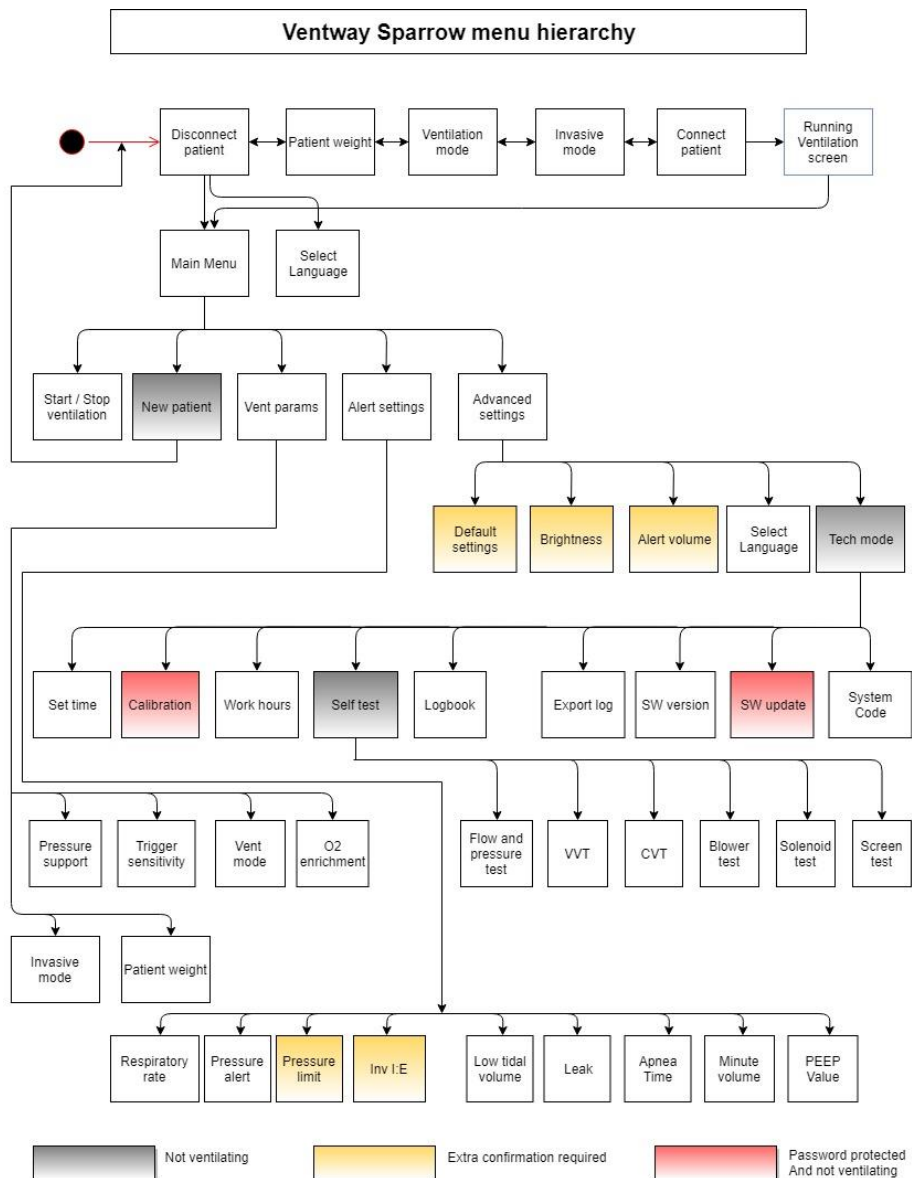 Ventway Sparrow menu hierarchy
Disconnect
patient
Patient weight
Ventilation
mode
Invasive
mode
Connect
patient
Running
Ventilation
screen
Main Menu
Select
Language
Start / Stop
ventilation
New patient
Vent params
Alert settings
Advanced
settings
Default
settings
Brightness
Alert volume
Select
Language
Tech mode
Set time
Calibration
Work hours
Self test
Logbook
Export log
SW version
SW update
System
Code
Pressure
support
Trigger
sensitivity
Vent
mode
O2
enrichment
Flow and
pressure
test
VVT
CVT
Blower
test
Solenoid
test
Screen
test
Invasive
mode
Patient weight
Respiratory
rate
Pressure
alert
Pressure
limit
Inv I:E
Low tidal
volume
Leak
Apnea
Time
Minute
volume
PEEP
Value
Not ventilating
Extra confirmation required
Password protected
And not ventilating